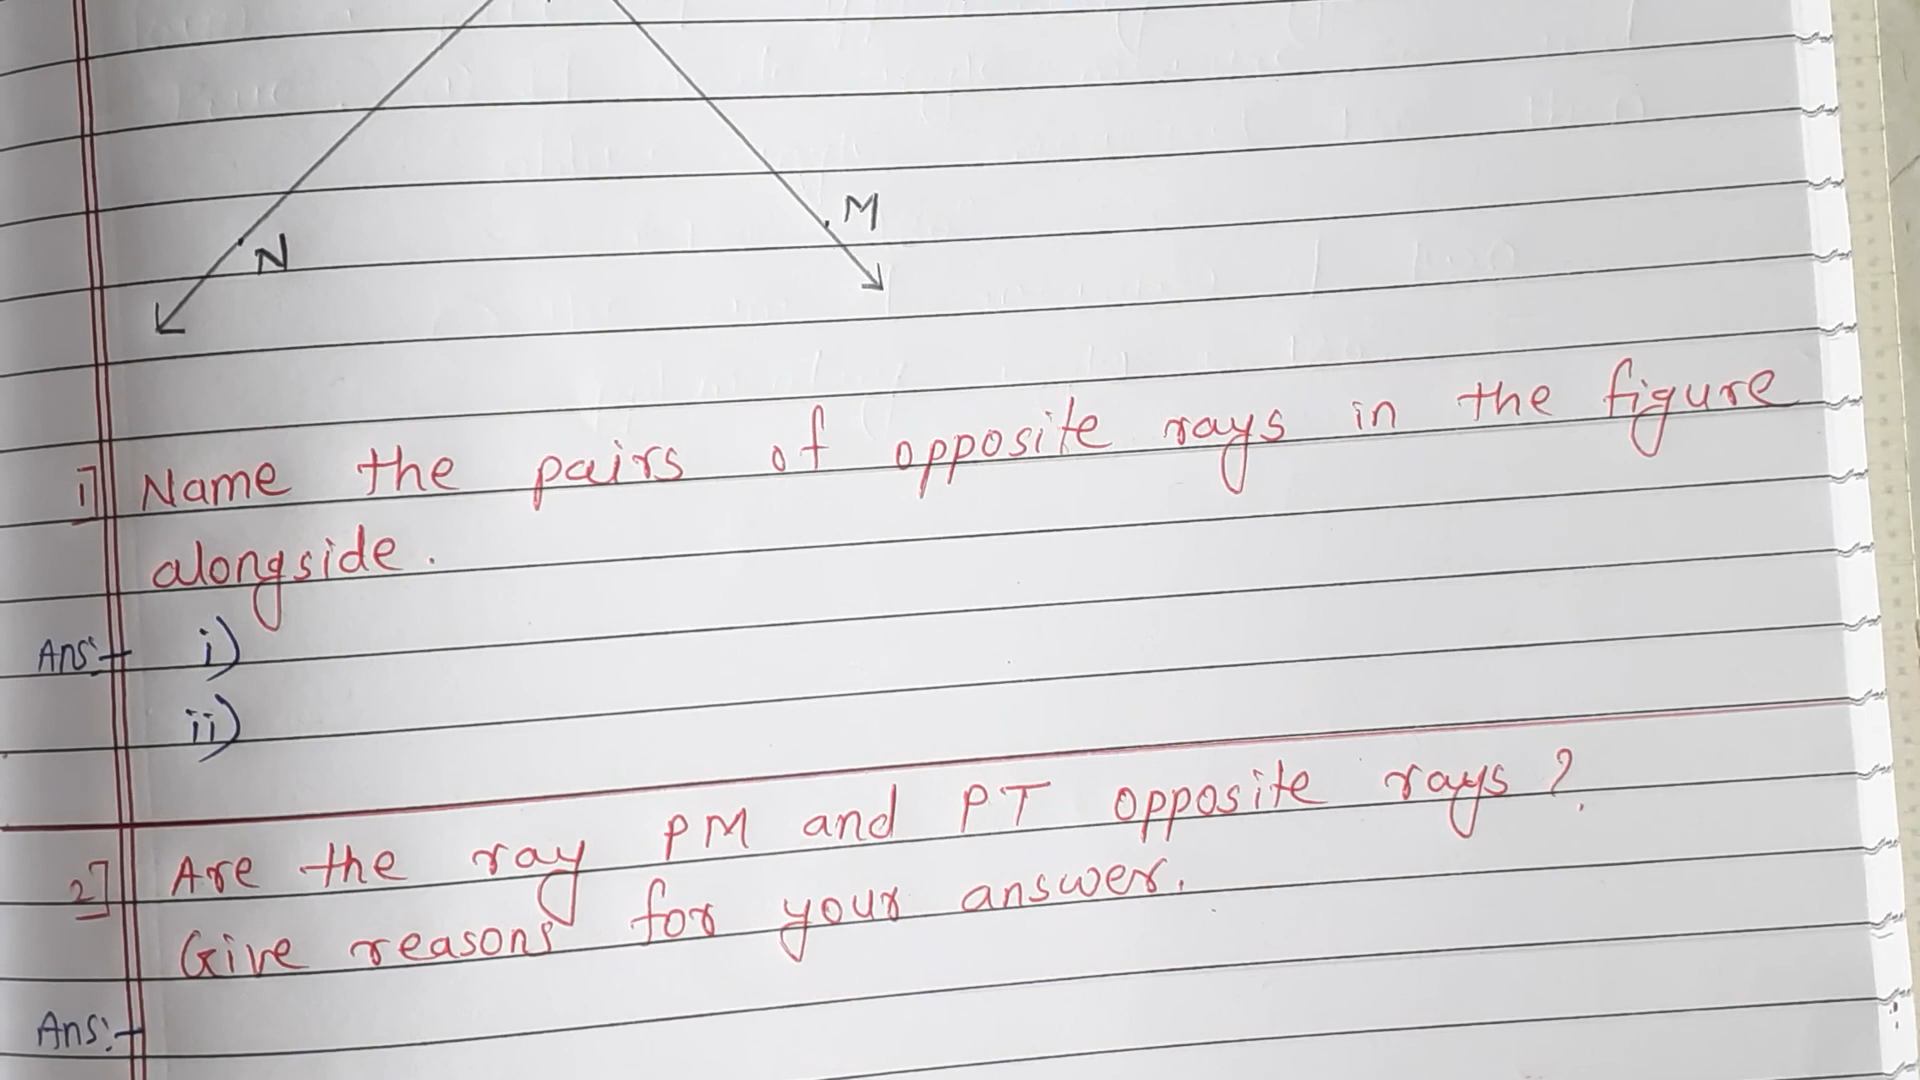 N
M
1] Name the pairs of opposite rays in the figure
alongside.
Ans:- i)
ii)
2] Are the ray PM and PT opposite rays?
Give reasons for your answer.
Ans:-